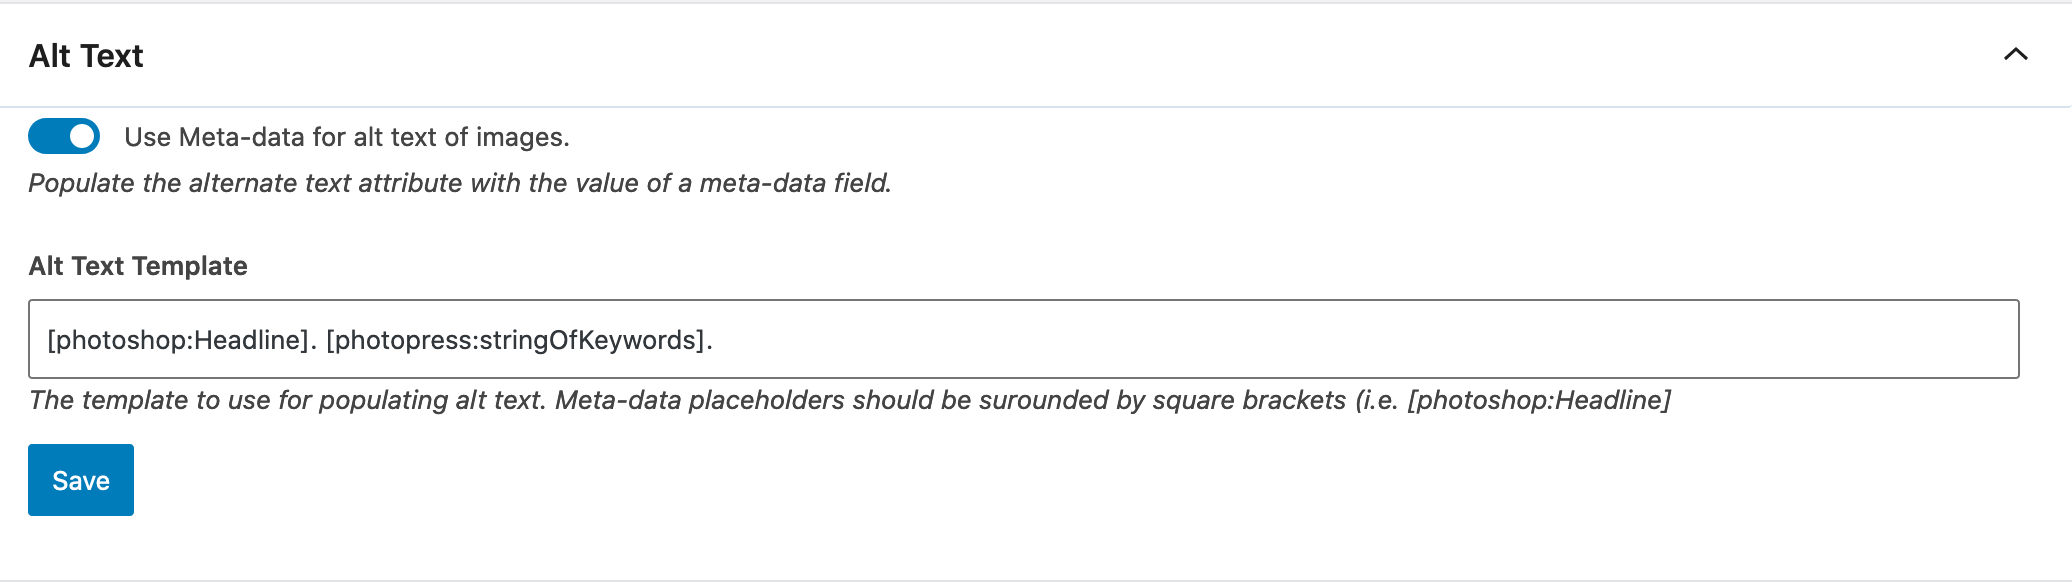 Alt Text
Use Meta-data for alt text of images.
Populate the alternate text attribute with the value of a meta-data field.
Alt Text Template
[photoshop:Headline]. [photopress:stringOfKeywords].
The template to use for populating alt text. Meta-data placeholders should be surounded by square brackets (i.e. [photoshop:Headline]
Save